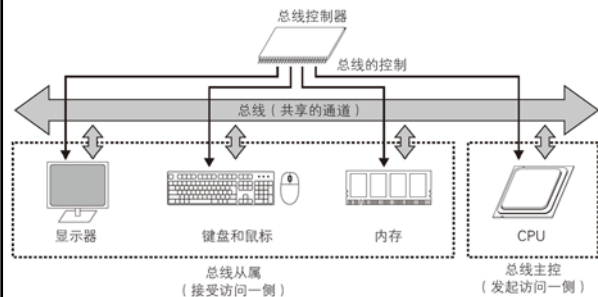 总线控制器
总线的控制
总线（共享的通道）
显示器
键盘和鼠标
内存
CPU
总线从属
（接受访问一侧）
总线主控
（发起访问一侧）